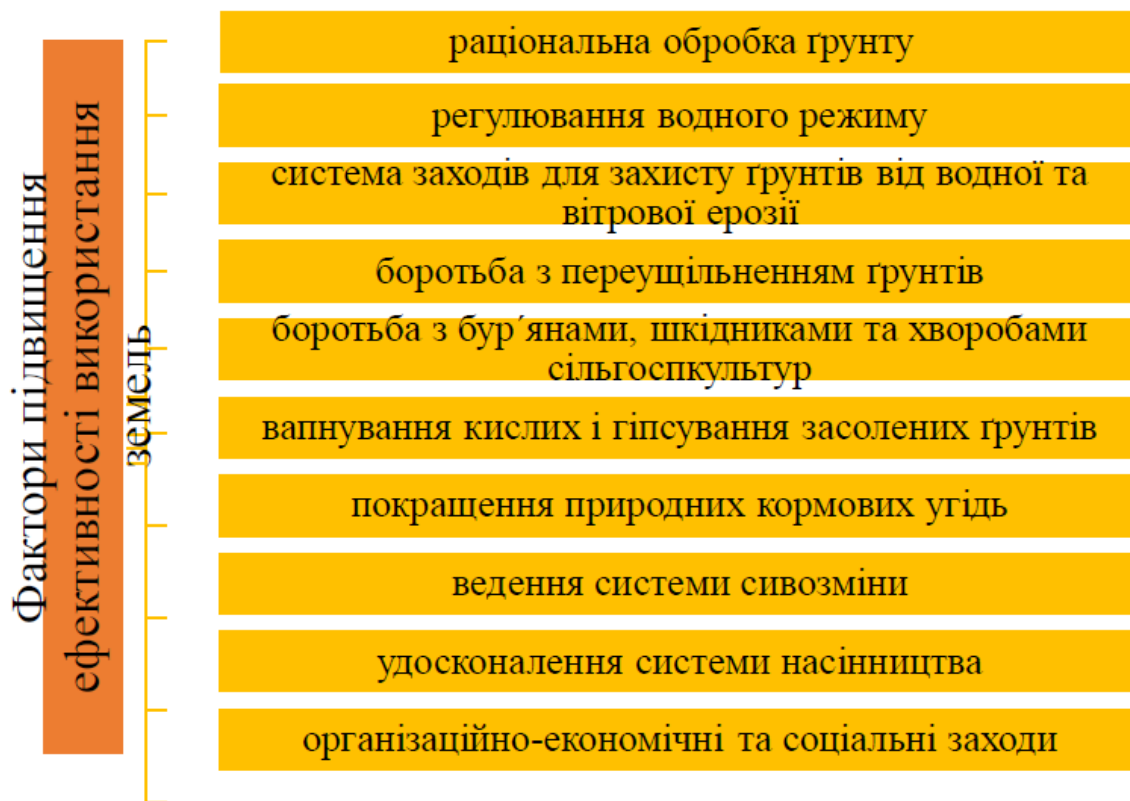 Фактори підвищення
ефективності використання
земель
раціональна обробка ґрунту
регулювання водного режиму
система заходів для захисту ґрунтів від водної та
вітрової ерозії
боротьба з переущільненням ґрунтів
боротьба з бур´янами, шкідниками та хворобами
сільгоспкультур
вапнування кислих і гіпсування засолених ґрунтів
покращення природних кормових угідь
ведення системи сивозміни
удосконалення системи насінництва
організаційно-економічні та соціальні заходи